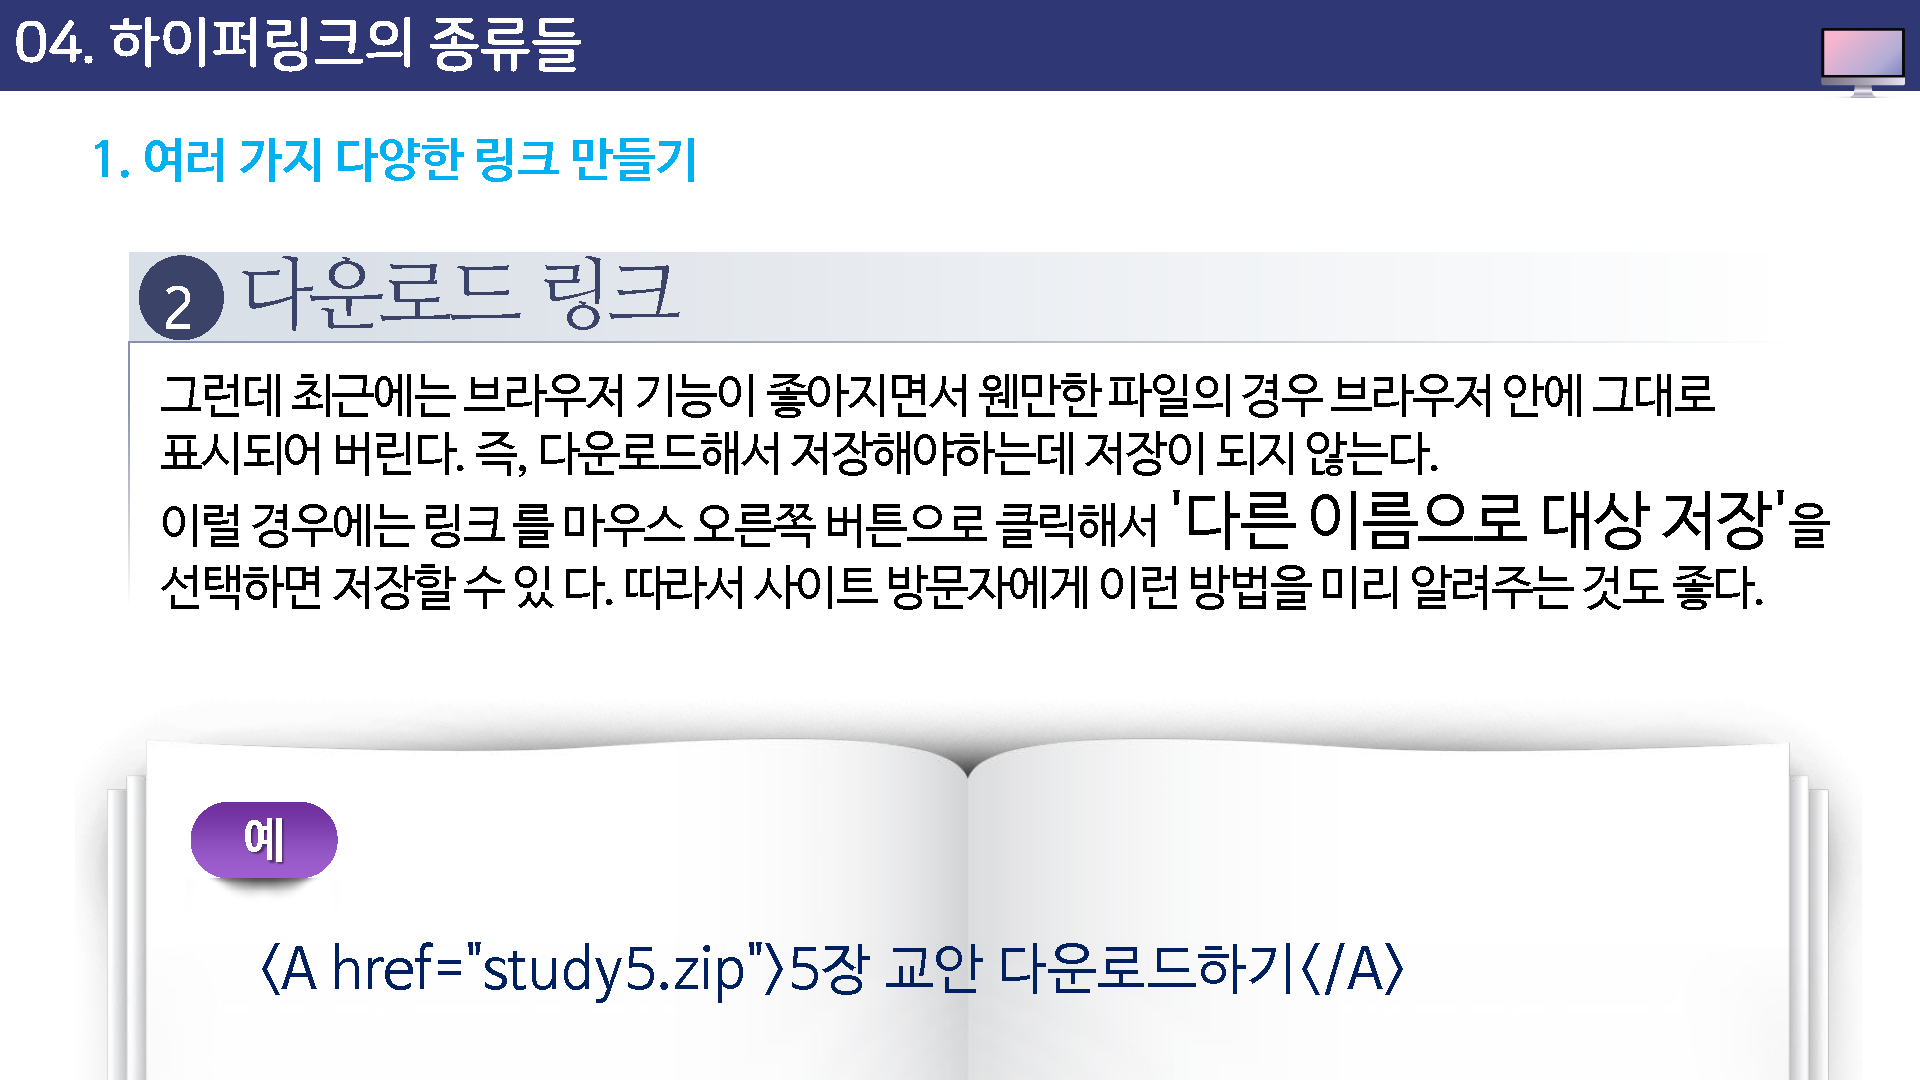 04. 하이퍼링크의 종류들
1. 여러 가지 다양한 링크 만들기
2 다운로드 링크
그런데 최근에는 브라우저 기능이 좋아지면서 웬만한 파일의 경우 브라우저 안에 그대로
표시되어 버린다. 즉, 다운로드해서 저장해야하는데 저장이 되지 않는다.
이럴 경우에는 링크 를 마우스 오른쪽 버튼으로 클릭해서 '다른 이름으로 대상 저장'을
선택하면 저장할 수 있 다. 따라서 사이트 방문자에게 이런 방법을 미리 알려주는 것도 좋다.
예
<A href="study5.zip">5장 교안 다운로드하기</A>